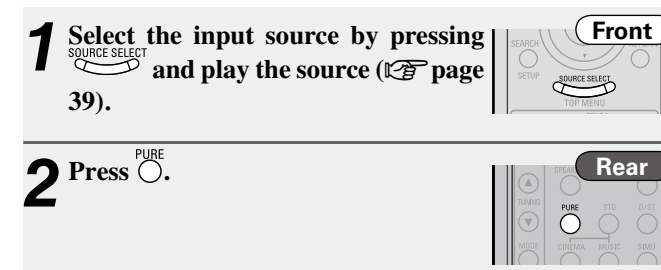 1 Select the input source by pressing
SOURCE SELECT
and play the source (☞ page
39).
Front
SEARCH
SETUP
SOURCE SELECT
TOP MENU
2 Press PURE.
Rear
TUNING
MODE
PURE STD D/ST
CINEMA MUSIC SIMU